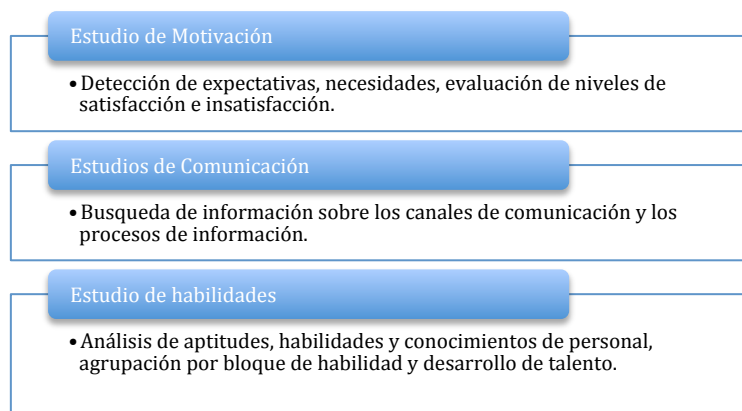 Estudio de Motivación
•Detección de expectativas, necesidades, evaluación de niveles de
satisfacción e insatisfacción.
Estudios de Comunicación
•Busqueda de información sobre los canales de comunicación y los
procesos de información.
Estudio de habilidades
•Análisis de aptitudes, habilidades y conocimientos de personal,
agrupación por bloque de habilidad y desarrollo de talento.